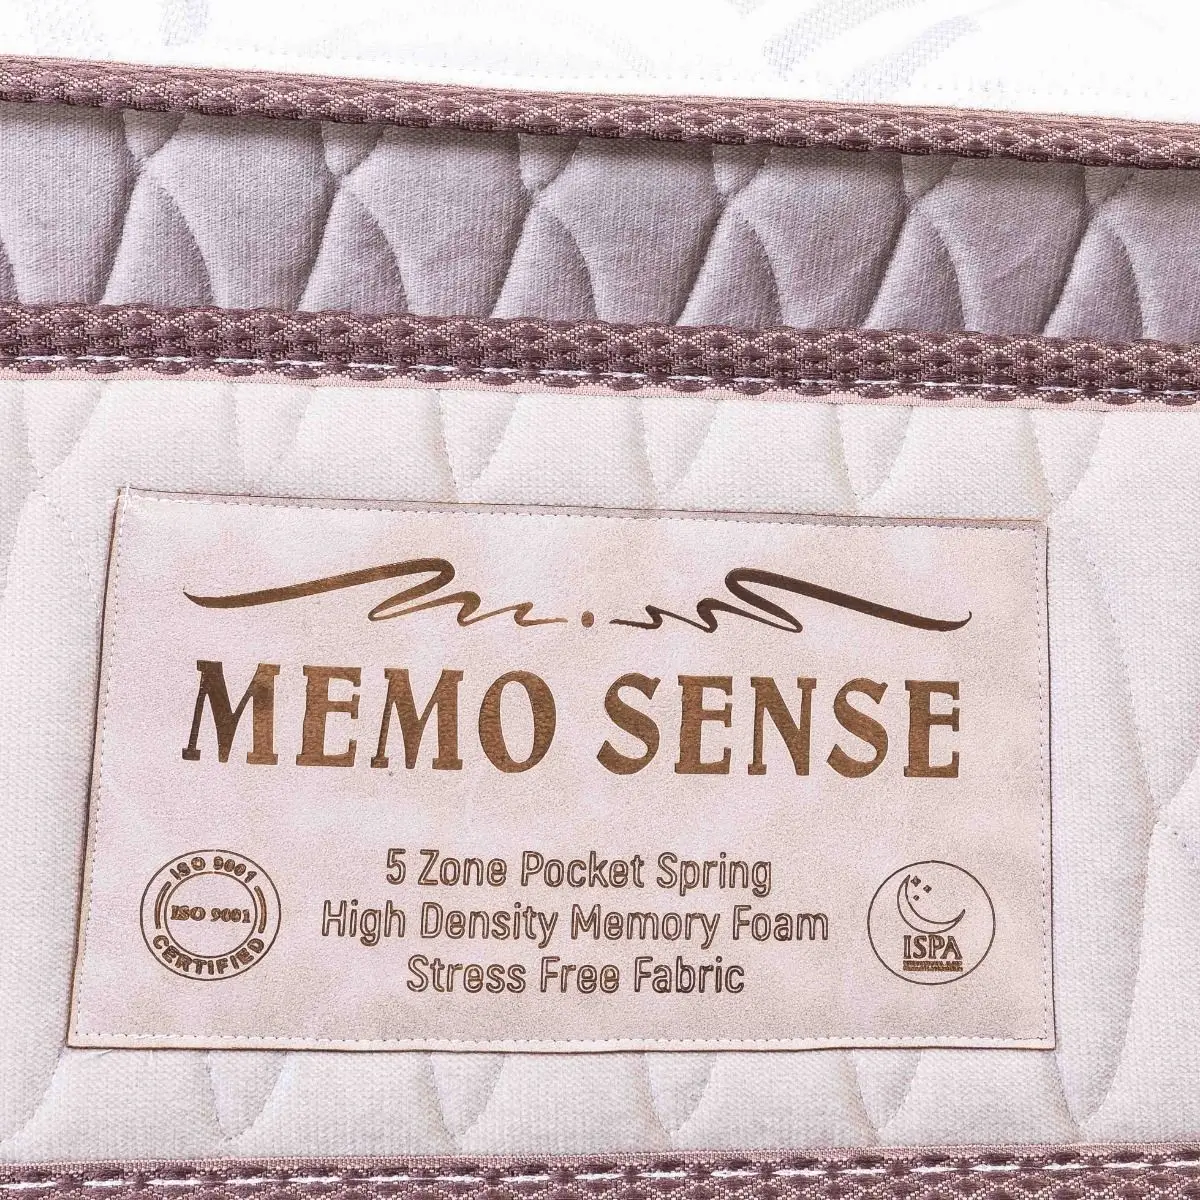 MEMO SENSE
5 Zone Pocket Spring
High Density Memory Foam
Stress Free Fabric
ISO 9001
ISO 9001
CERTIFIED
ISPA